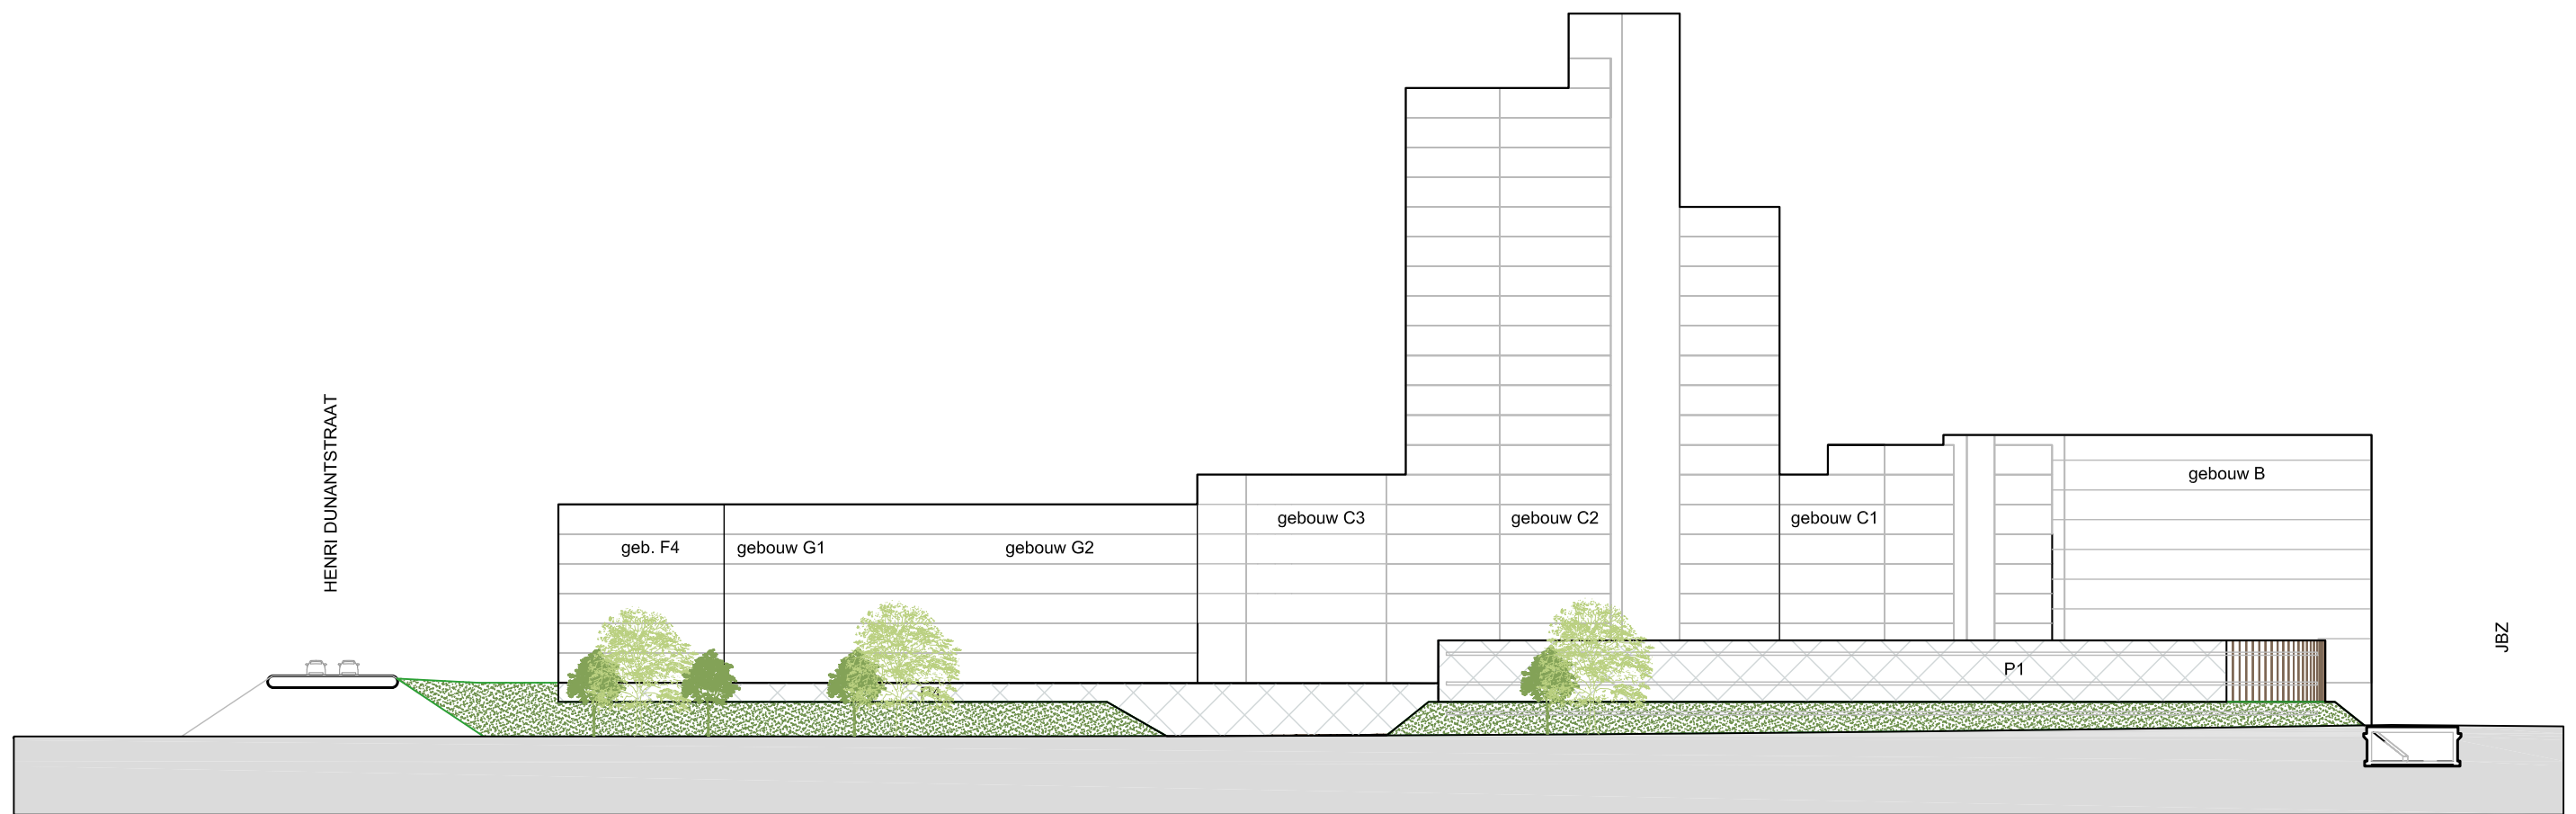 HENRI DUNANTSTRAAT
geb. F4
gebouw G1
gebouw G2
gebouw C3
gebouw C2
gebouw C1
gebouw B
P1
JBZ